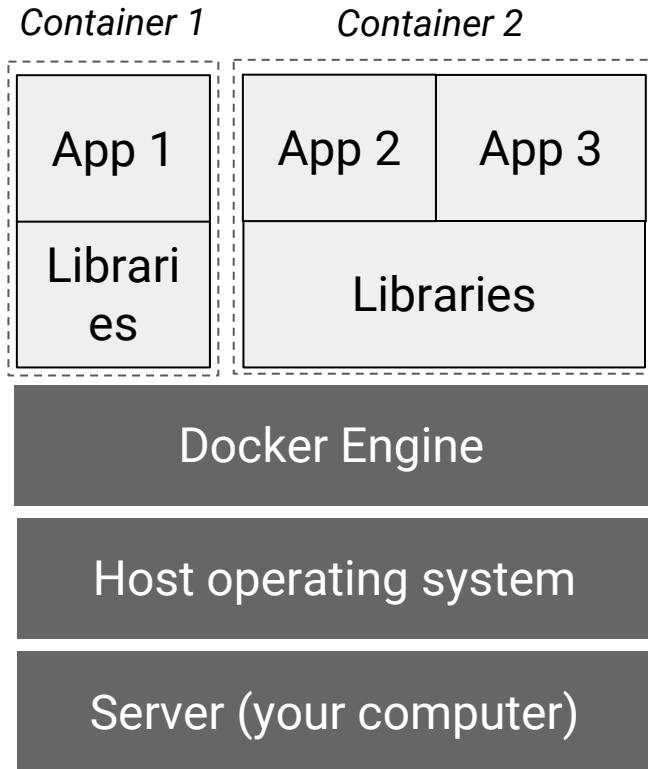 Container 1
Container 2
App 1
App 2
App 3
Librari
es
Libraries
Docker Engine
Host operating system
Server (your computer)